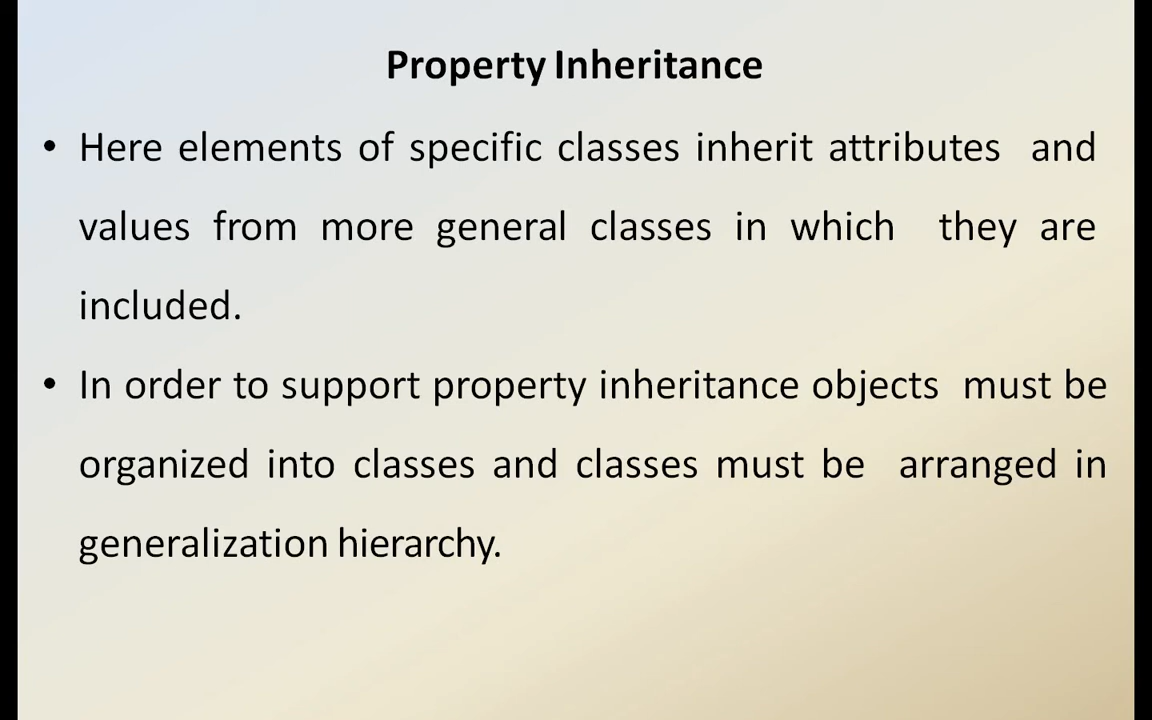 Property Inheritance
• Here elements of specific classes inherit attributes and
values from more general classes in which they are
included.
• In order to support property inheritance objects must be
organized into classes and classes must be arranged in
generalization hierarchy.